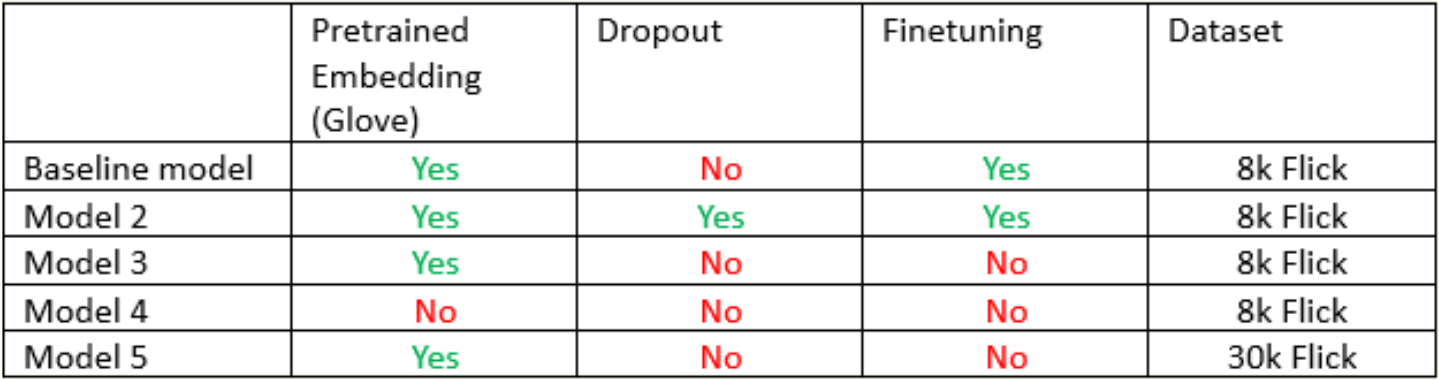 Pretrained Embedding (Glove) Dropout Finetuning Dataset
Baseline model Yes No Yes 8k Flick
Model 2 Yes Yes Yes 8k Flick
Model 3 Yes No No 8k Flick
Model 4 No No No 8k Flick
Model 5 Yes No No 30k Flick